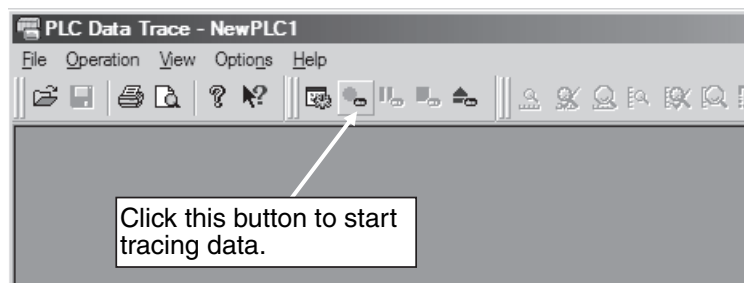 PLC Data Trace - NewPLC1
File Operation View Options Help
Click this button to start
tracing data.